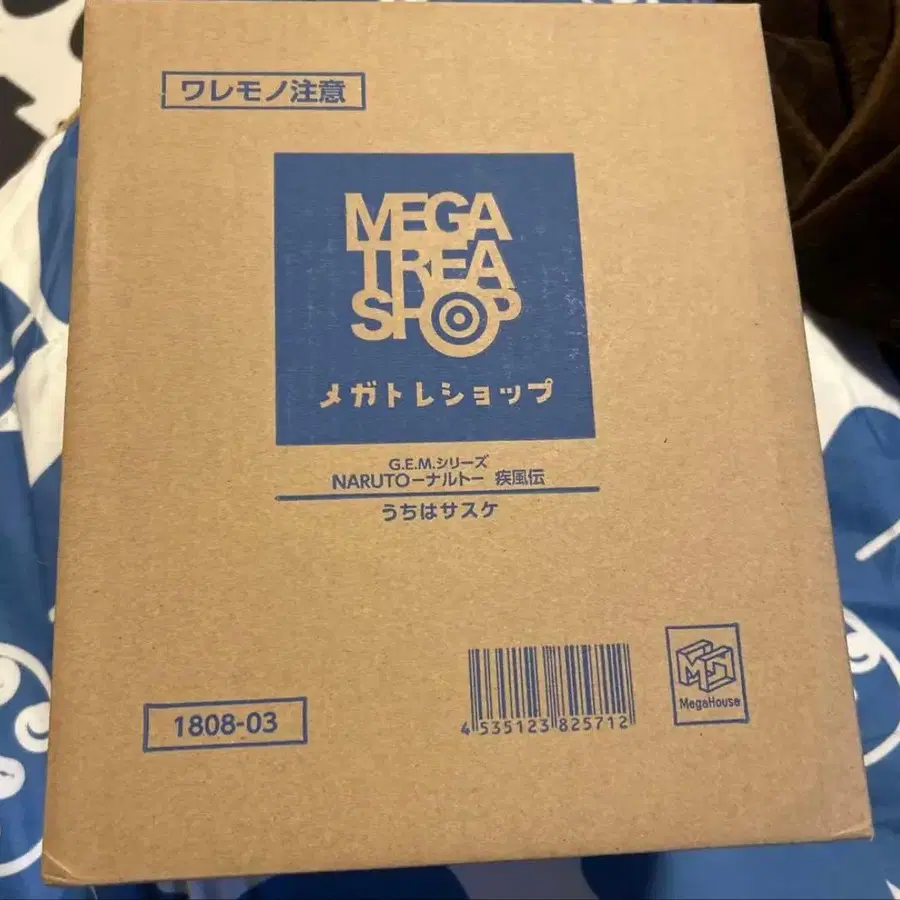 ワレモノ注意
MEGA
TREA
SHOP
メガトレショップ
G.E.M.シリーズ
NARUTOーナルトー 疾風伝
うちはサスケ
MegaHouse
1808-03
4 535123 825712